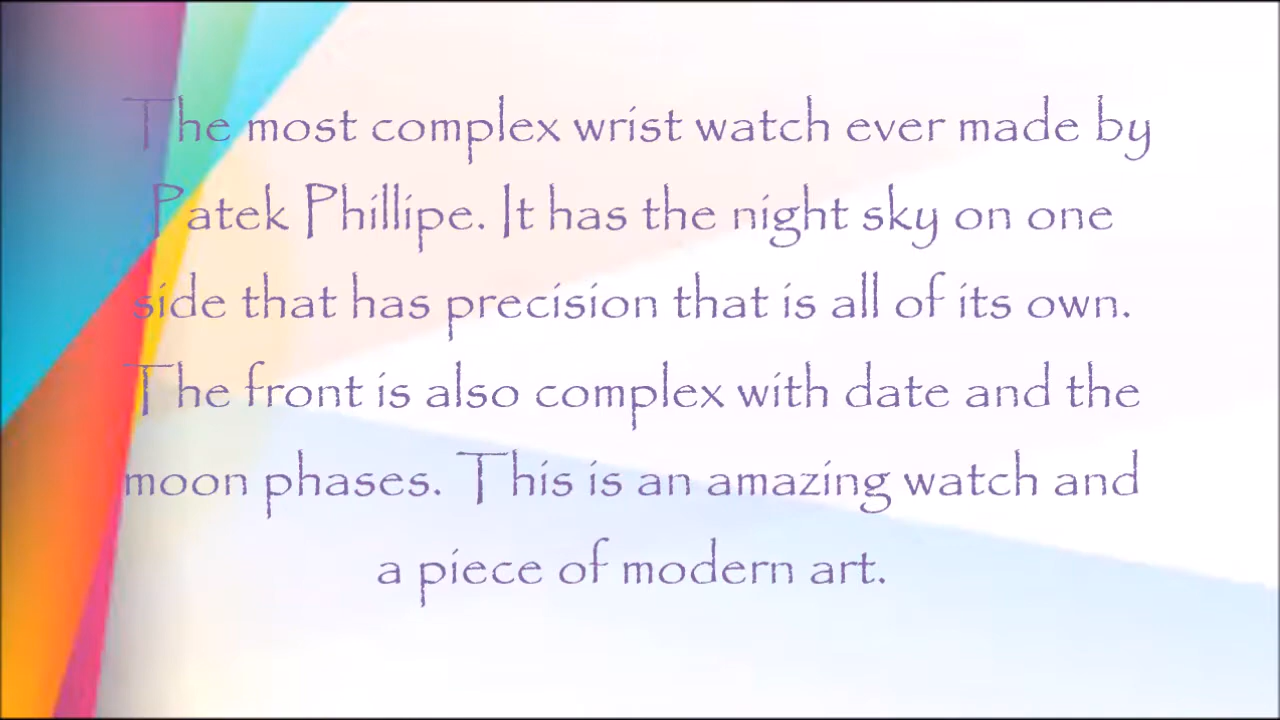 The most complex wrist watch ever made by
Patek Phillipe. It has the night sky on one
side that has precision that is all of its own.
The front is also complex with date and the
moon phases. This is an amazing watch and
a piece of modern art.